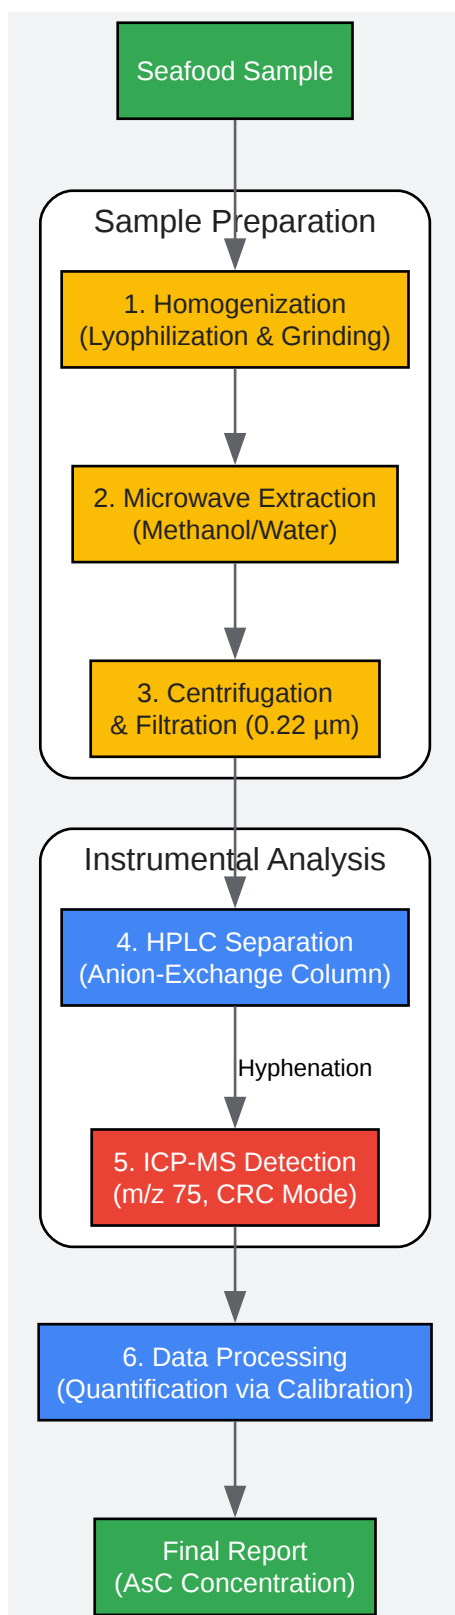 Seafood Sample
Sample Preparation
1. Homogenization
(Lyophilization & Grinding)
2. Microwave Extraction
(Methanol/Water)
3. Centrifugation
& Filtration (0.22 µm)
Instrumental Analysis
4. HPLC Separation
(Anion-Exchange Column)
Hyphenation
5. ICP-MS Detection
(m/z 75, CRC Mode)
6. Data Processing
(Quantification via Calibration)
Final Report
(AsC Concentration)